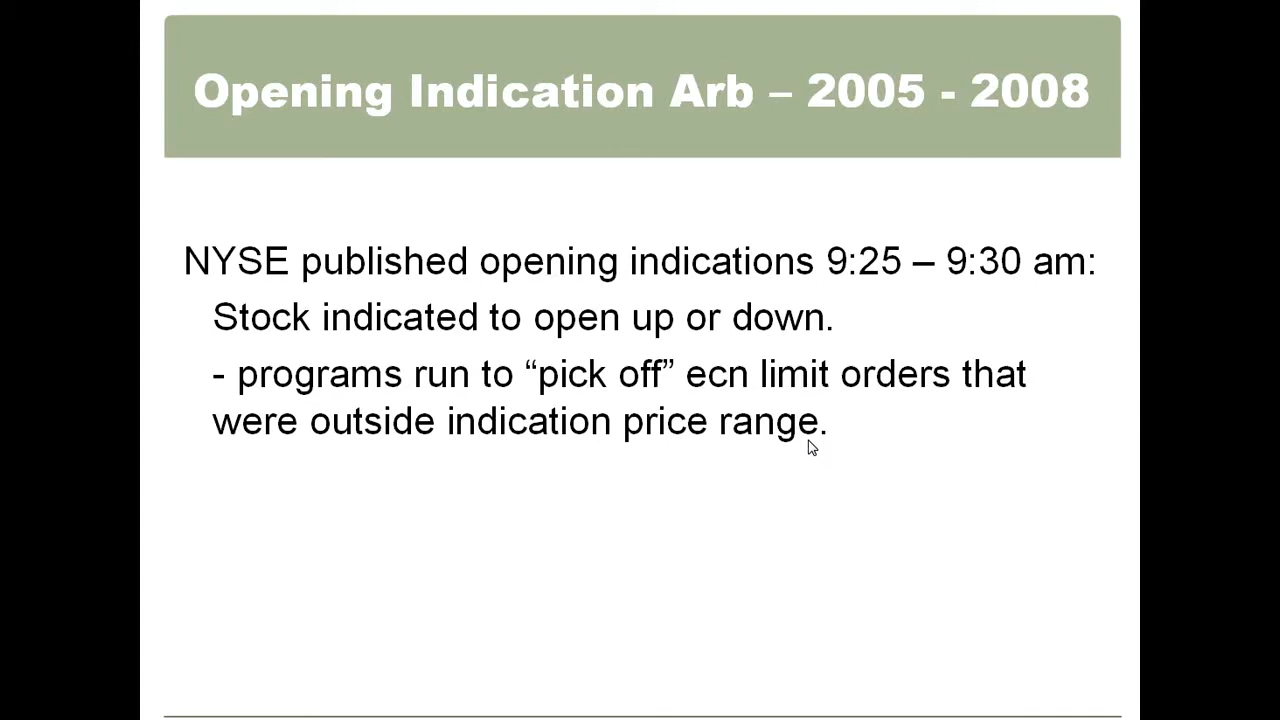 Opening Indication Arb – 2005 - 2008
NYSE published opening indications 9:25 – 9:30 am:
Stock indicated to open up or down.
- programs run to “pick off” ecn limit orders that
were outside indication price range.